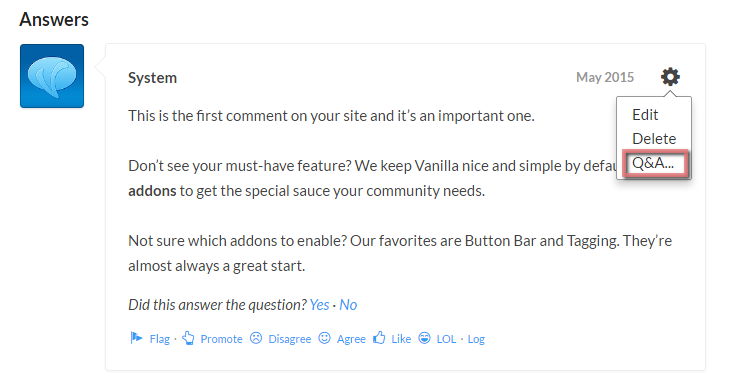 Answers
System May 2015
Edit
Delete
Q&A...
This is the first comment on your site and it’s an important one.
Don’t see your must-have feature? We keep Vanilla nice and simple by
addons to get the special sauce your community needs.
Not sure which addons to enable? Our favorites are Button Bar and Tagging. They’re
almost always a great start.
Did this answer the question? Yes · No
Flag · Promote Disagree Agree Like LOL · Log